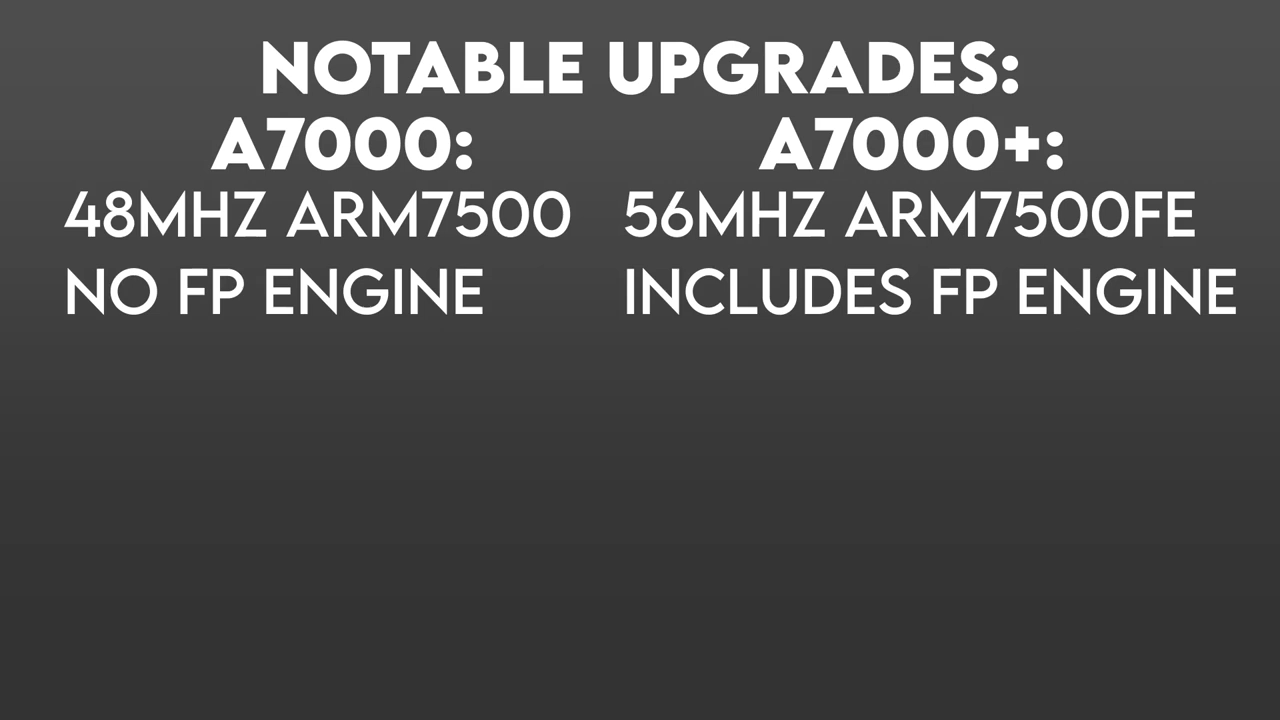 NOTABLE UPGRADES:
A7000:
48MHZ ARM7500
NO FP ENGINE
A7000+:
56MHZ ARM7500FE
INCLUDES FP ENGINE